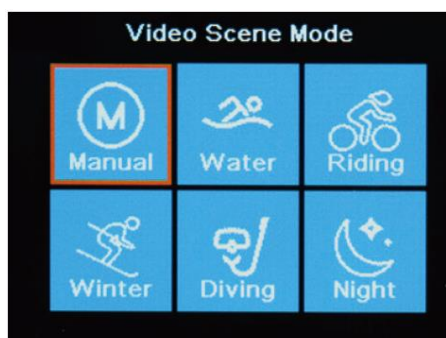 Video Scene Mode
M
Manual Water Riding
Winter Diving Night